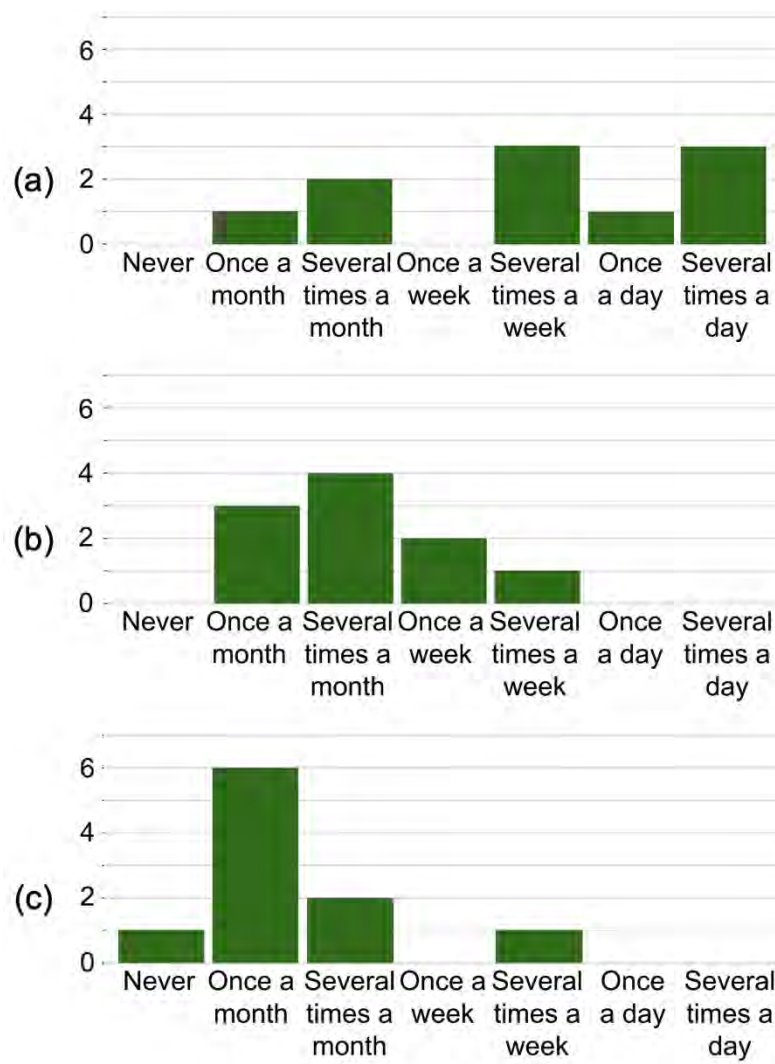 6
4
(a) 2
0
Never Once a Several Once a Several Once Several
month times a week times a a day times a
month week day
6
4
(b) 2
0
Never Once a Several Once a Several Once Several
month times a week times a a day times a
month week day
6
4
(c) 2
0
Never Once a Several Once a Several Once Several
month times a week times a a day times a
month week day